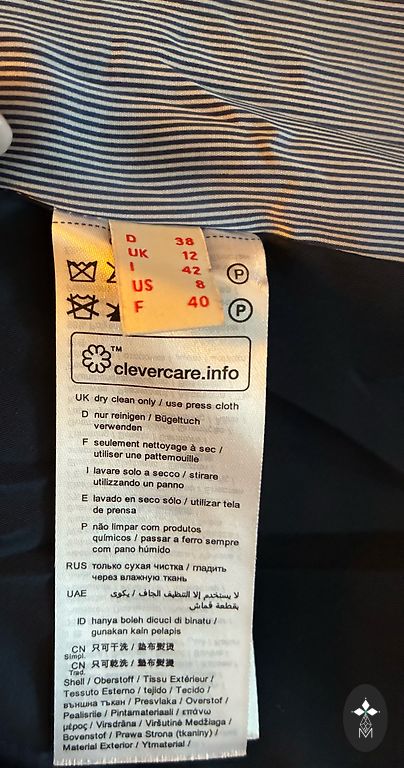 D 38
UK 12
I 42
US 8
F 40
P
P
TM
clevercare.info
UK dry clean only / use press cloth
D nur reinigen / Bügeltuch
verwenden
F seulement nettoyage à sec /
utiliser une pattemouille
I lavare solo a secco / stirare
utilizzando un panno
E lavado en seco sólo / utilizar tela
de prensa
P não limpar com produtos
químicos / passar a ferro sempre
com pano húmido
RUS только сухая чистка / гладить
через влажную ткань
UAE لا يستخدم إلا التنظيف الجاف / يكوى
بقطعة قماش
ID hanya boleh dicuci di binatu /
gunakan kain pelapis
CN Simpl. 只可干洗 / 垫布熨烫
CN Trad. 只可乾洗 / 墊布熨燙
Shell / Oberstoff / Tissu Extérieur /
Tessuto Esterno / tejido / Tecido /
външна тъкан / Presvlaka / Overstof /
Pealisriie / Pintamateriaali / επάνω
μέρος / Virsdrāna / Viršutinė Medžiaga /
Bovenstof / Prawa Strona (tkaniny) /
Material Exterior / Ytmaterial /
M